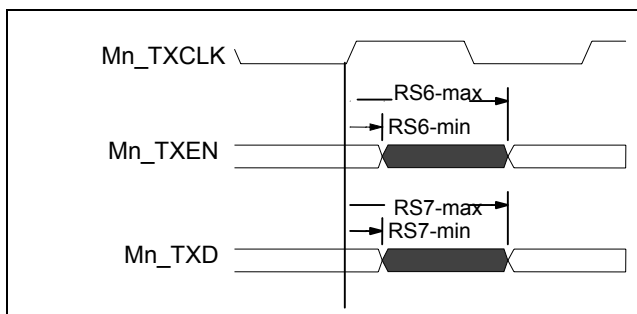 Mn_TXCLK
RS6-max
RS6-min
Mn_TXEN
RS7-max
RS7-min
Mn_TXD